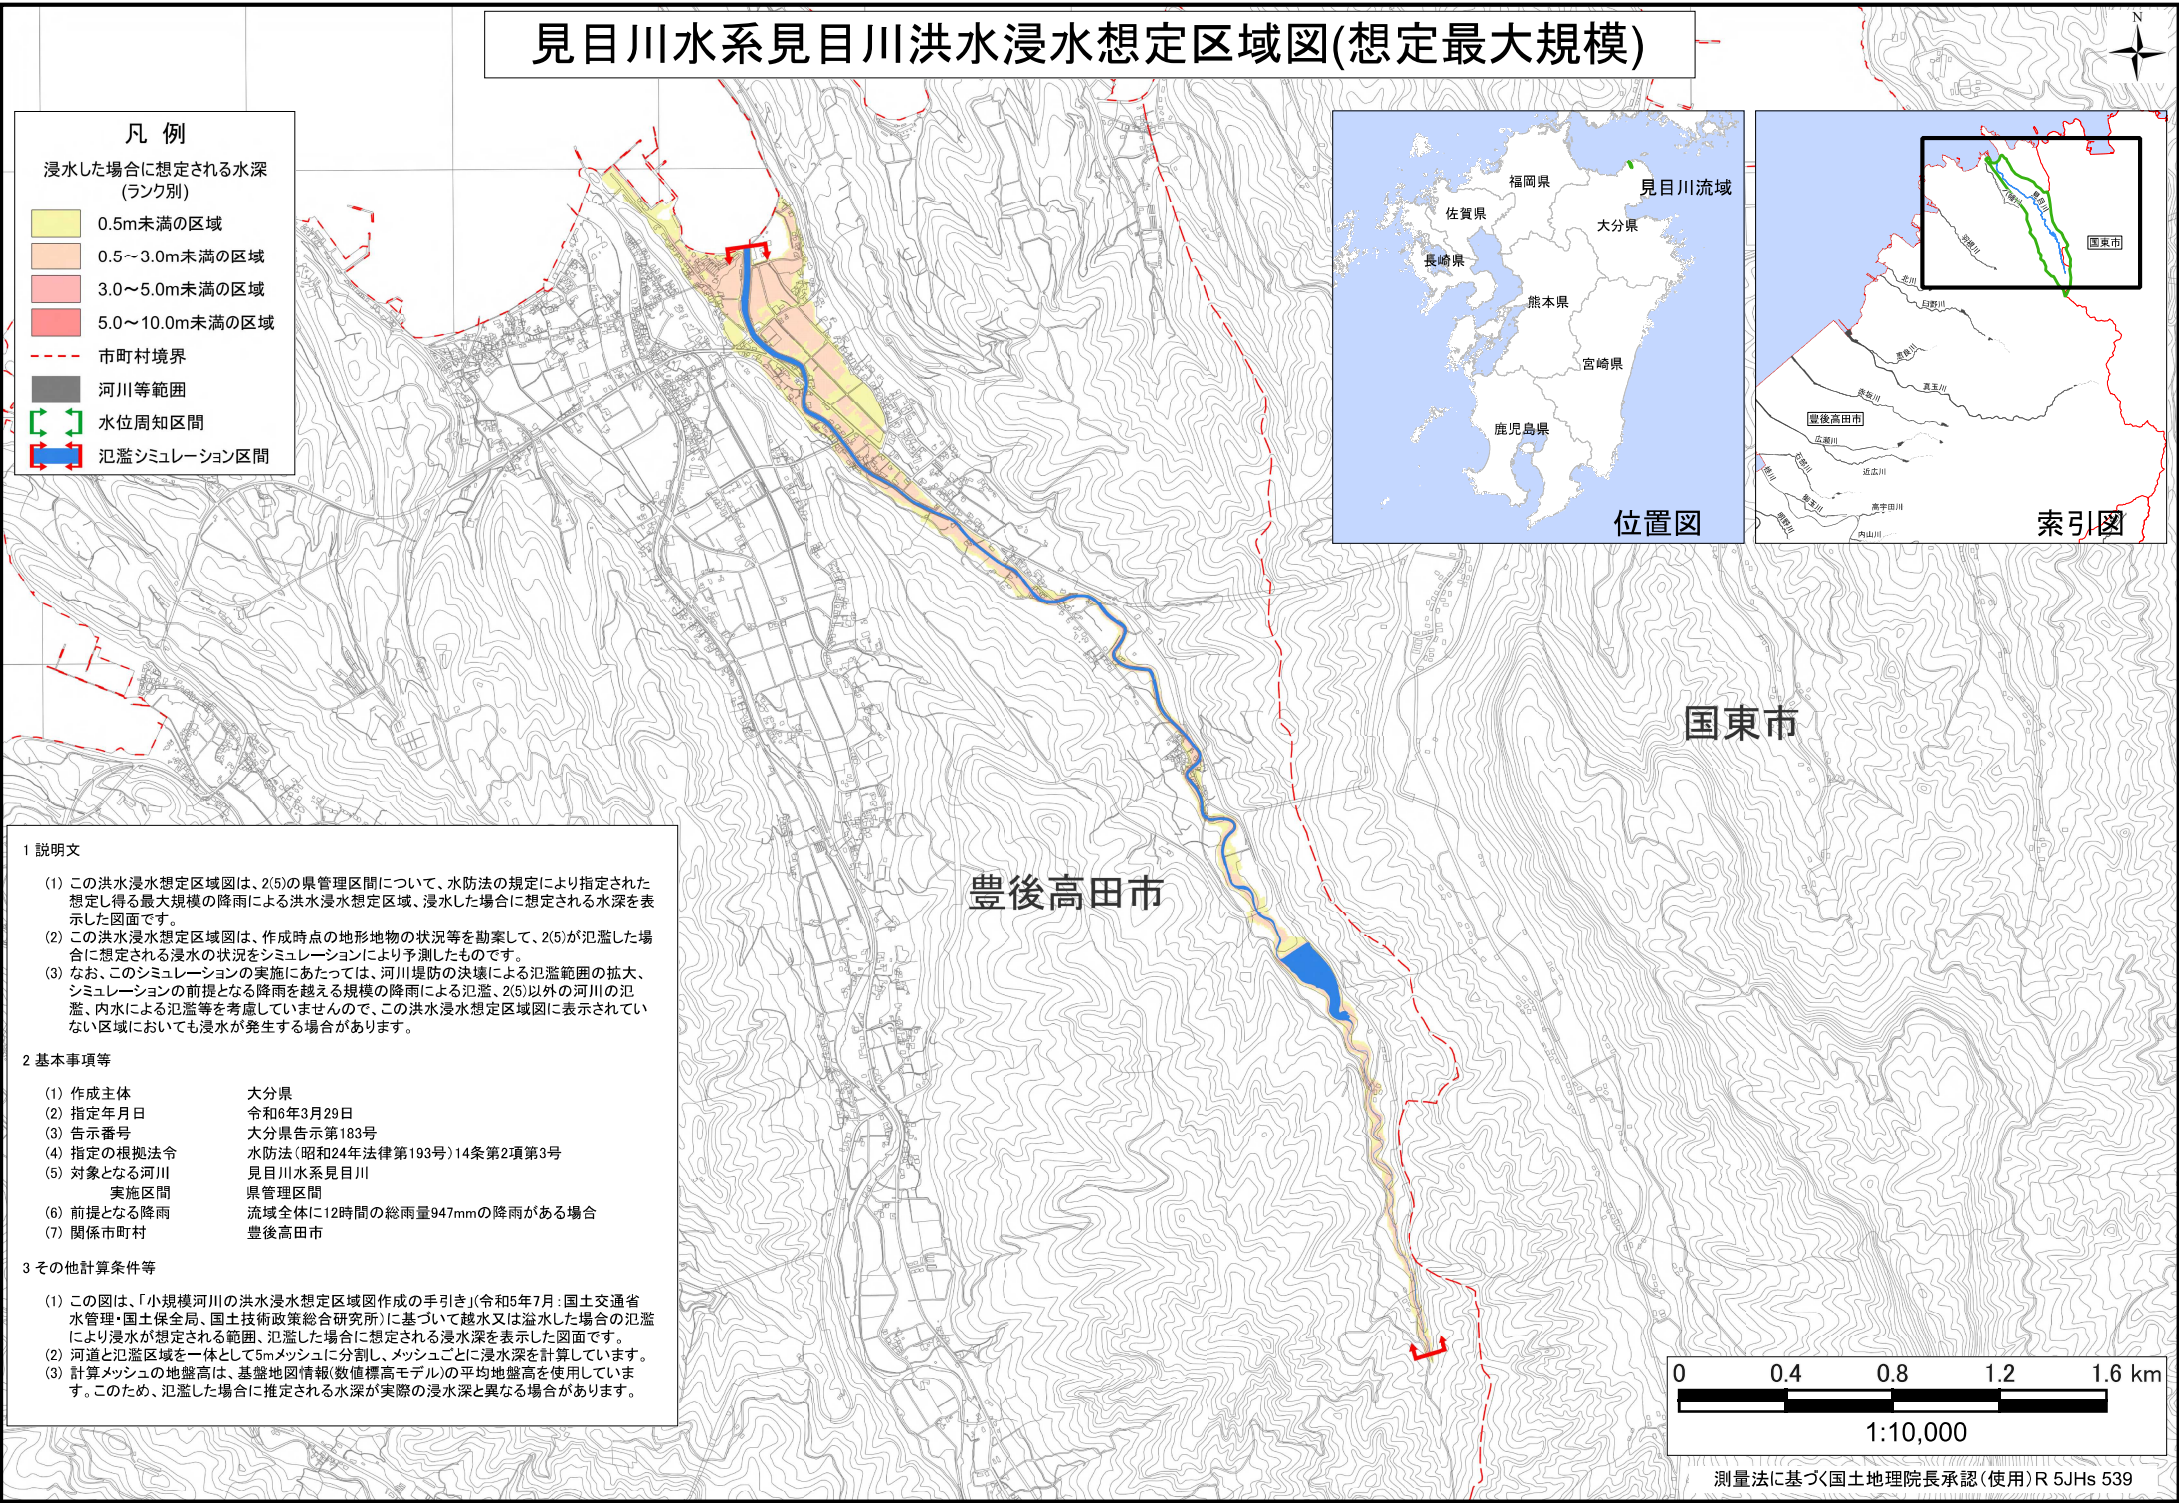 見目川水系見目川洪水浸水想定区域図(想定最大規模)
N
凡 例
浸水した場合に想定される水深
(ランク別)
0.5m未満の区域
0.5～3.0m未満の区域
3.0～5.0m未満の区域
5.0～10.0m未満の区域
市町村境界
河川等範囲
水位周知区間
氾濫シミュレーション区間
福岡県
見目川流域
佐賀県
大分県
長崎県
熊本県
宮崎県
鹿児島県
位置図
見目川
国東市
羽根川
北川
臼野川
真玉川
赤坂川
豊後高田市
広瀬川
近広川
高宇田川
内山川
索引図
国東市
豊後高田市
1 説明文
(1) この洪水浸水想定区域図は、2(5)の県管理区間について、水防法の規定により指定された
想定し得る最大規模の降雨による洪水浸水想定区域、浸水した場合に想定される水深を表
示した図面です。
(2) この洪水浸水想定区域図は、作成時点の地形地物の状況等を勘案して、2(5)が氾濫した場
合に想定される浸水の状況をシミュレーションにより予測したものです。
(3) なお、このシミュレーションの実施にあたっては、河川堤防の決壊による氾濫範囲の拡大、
シミュレーションの前提となる降雨を越える規模の降雨による氾濫、2(5)以外の河川の氾
濫、内水による氾濫等を考慮していませんので、この洪水浸水想定区域図に表示されてい
ない区域においても浸水が発生する場合があります。
2 基本事項等
(1) 作成主体 大分県
(2) 指定年月日 令和6年3月29日
(3) 告示番号 大分県告示第183号
(4) 指定の根拠法令 水防法(昭和24年法律第193号)14条第2項第3号
(5) 対象となる河川 見目川水系見目川
実施区間 県管理区間
(6) 前提となる降雨 流域全体に12時間の総雨量947mmの降雨がある場合
(7) 関係市町村 豊後高田市
3 その他計算条件等
(1) この図は、「小規模河川の洪水浸水想定区域図作成の手引き」(令和5年7月:国土交通省
水管理・国土保全局、国土技術政策総合研究所)に基づいて越水又は溢水した場合の氾濫
により浸水が想定される範囲、氾濫した場合に想定される浸水深を表示した図面です。
(2) 河道と氾濫区域を一体として5mメッシュに分割し、メッシュごとに浸水深を計算しています。
(3) 計算メッシュの地盤高は、基盤地図情報(数値標高モデル)の平均地盤高を使用していま
す。このため、氾濫した場合に推定される水深が実際の浸水深と異なる場合があります。
0 0.4 0.8 1.2 1.6 km
1:10,000
測量法に基づく国土地理院長承認(使用)R 5JHs 539